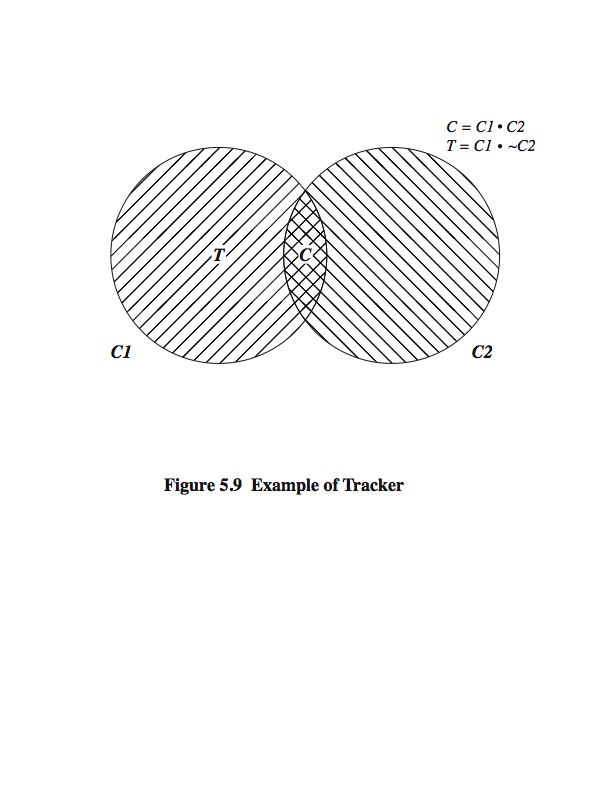 C = C1 • C2
T = C1 • ~C2
T
C
C1
C2
Figure 5.9 Example of Tracker